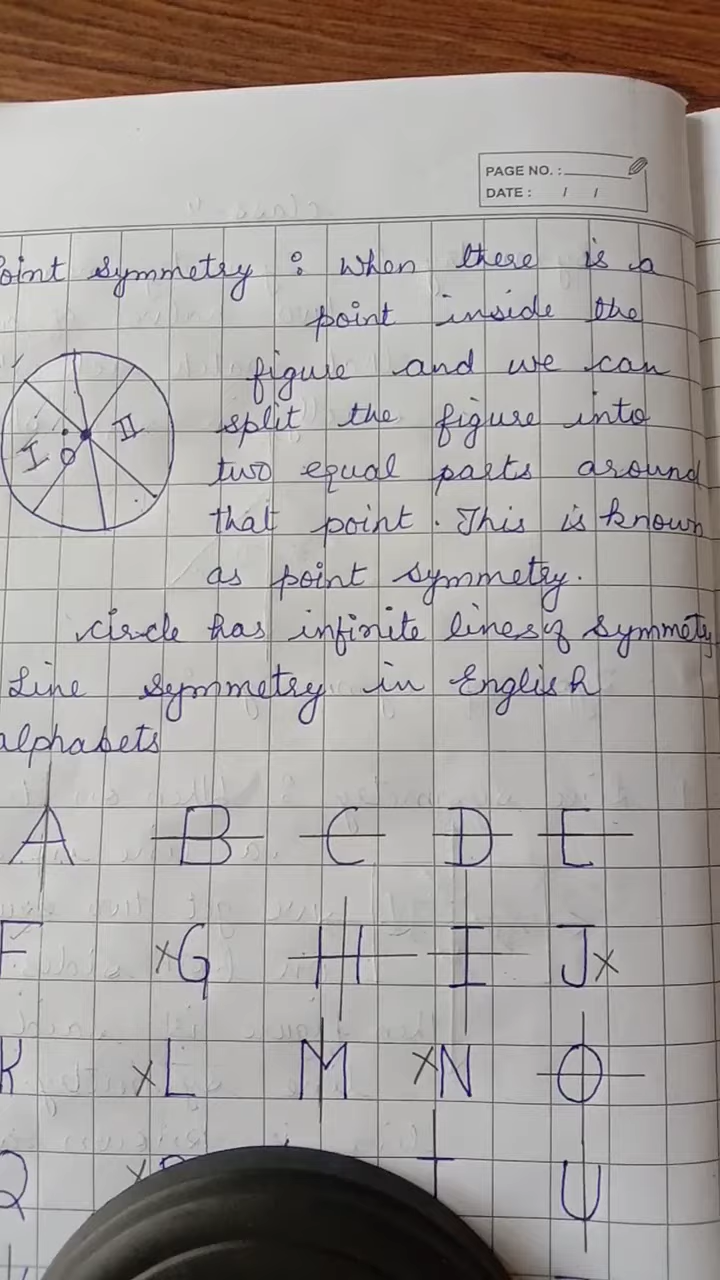 PAGE NO. :
DATE : / /
oint symmetry : When there is a
point inside the
figure and we can
split the figure into
two equal parts around
that point. This is known
as point symmetry.
I II
O
circle has infinite lines of symmety
Line symmetry in English
alphabets
A B C D E
F ×G H I J×
K ×L M ×N O
Q × T U